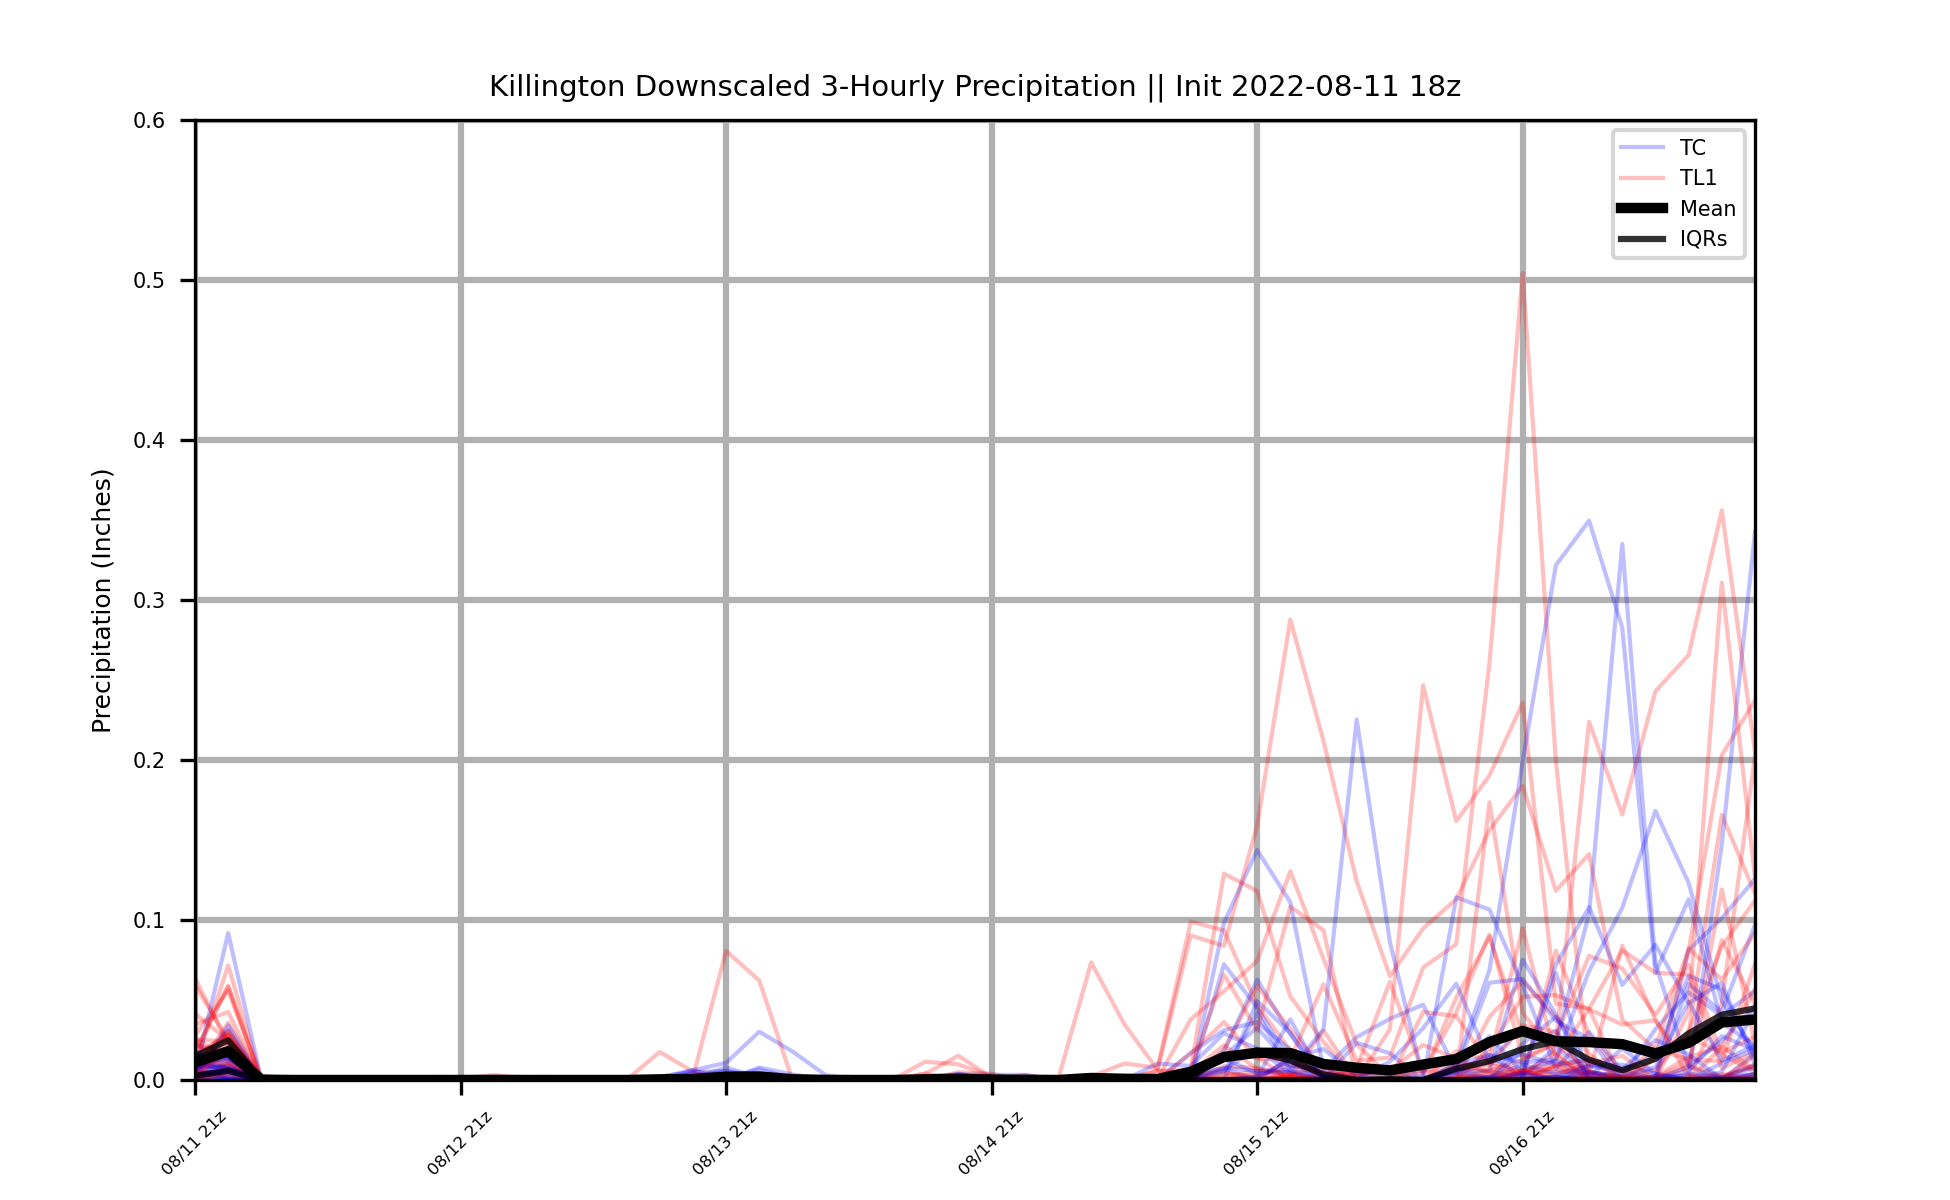 Killington Downscaled 3-Hourly Precipitation || Init 2022-08-11 18z
TC
TL1
Mean
IQRs
Precipitation (Inches)
0.6
0.5
0.4
0.3
0.2
0.1
0.0
08/11 21z
08/12 21z
08/13 21z
08/14 21z
08/15 21z
08/16 21z